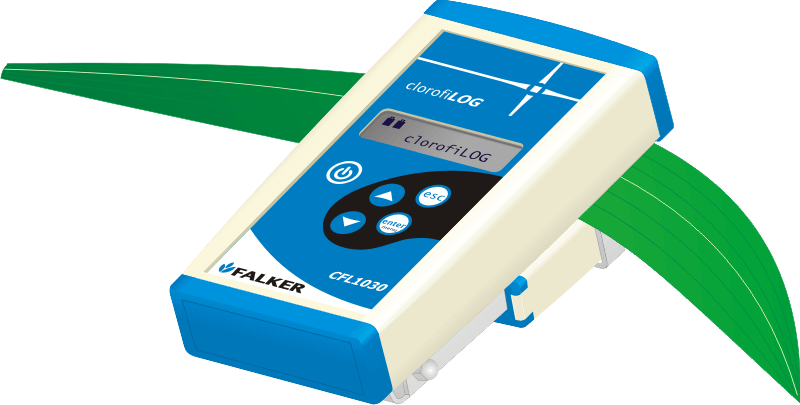 clorofiLOG
clorofiLOG
esc
enter
menu
FALKER
CFL1030